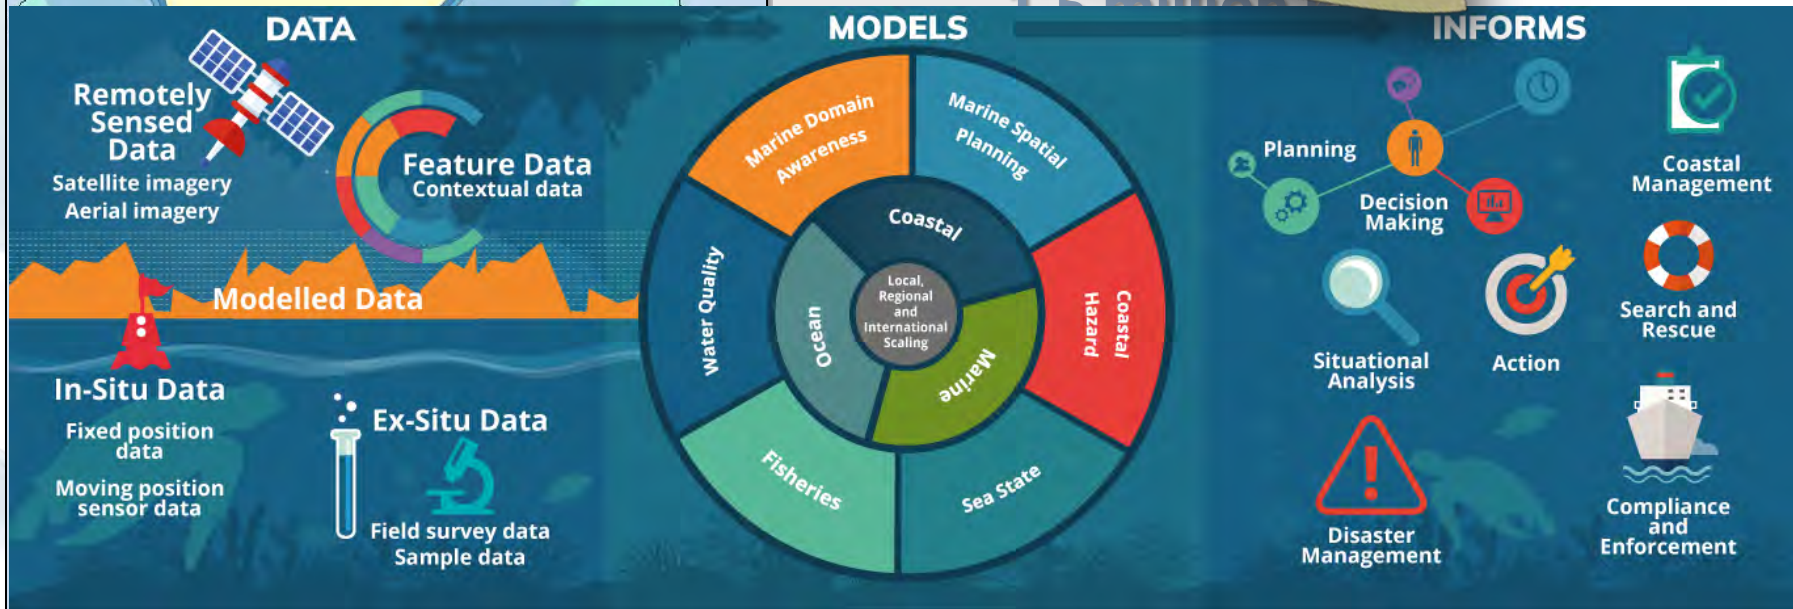 DATA
Remotely
Sensed
Data
Satellite imagery
Aerial imagery
Feature Data
Contextual data
Modelled Data
In-Situ Data
Fixed position
data
Moving position
sensor data
Ex-Situ Data
Field survey data
Sample data
MODELS
Marine Domain
Awareness
Marine Spatial
Planning
Coastal
Hazard
Sea State
Fisheries
Water Quality
Coastal
Marine
Ocean
Local,
Regional
and
International
Scaling
INFORMS
Planning
Decision
Making
Situational
Analysis
Action
Disaster
Management
Coastal
Management
Search and
Rescue
Compliance
and
Enforcement